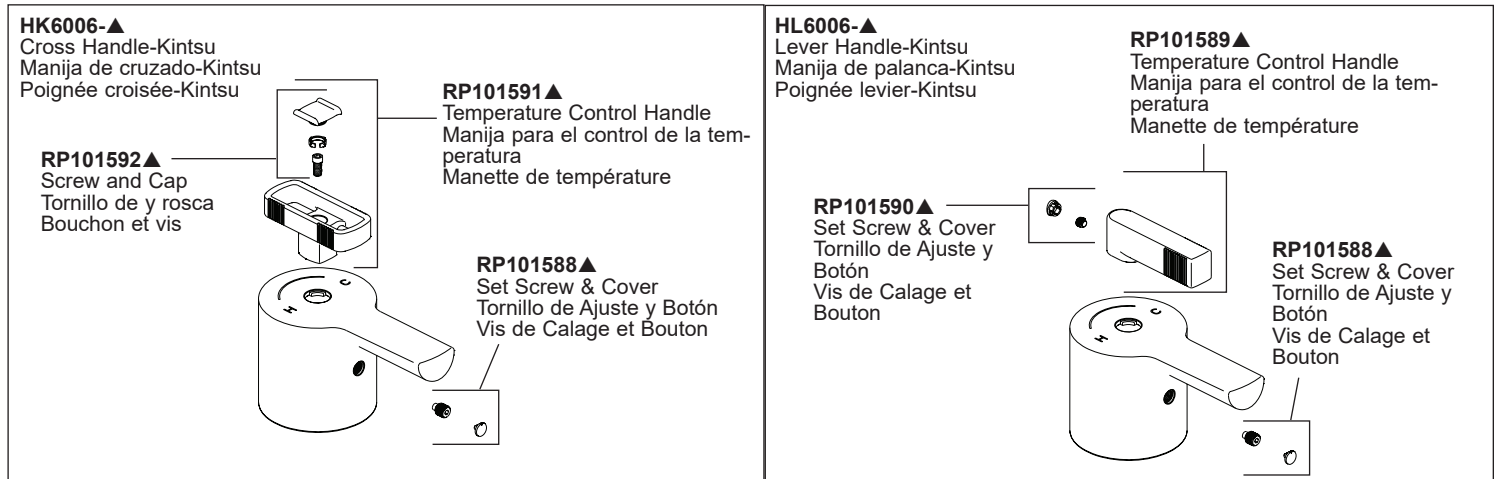 HK6006-▲
Cross Handle-Kintsu
Manija de cruzado-Kintsu
Poignée croisée-Kintsu
RP101591▲
Temperature Control Handle
Manija para el control de la tem-
peratura
Manette de température
RP101592▲
Screw and Cap
Tornillo de y rosca
Bouchon et vis
RP101588▲
Set Screw & Cover
Tornillo de Ajuste y Botón
Vis de Calage et Bouton
H
C
HL6006-▲
Lever Handle-Kintsu
Manija de palanca-Kintsu
Poignée levier-Kintsu
RP101589▲
Temperature Control Handle
Manija para el control de la tem-
peratura
Manette de température
RP101590▲
Set Screw & Cover
Tornillo de Ajuste y
Botón
Vis de Calage et
Bouton
RP101588▲
Set Screw & Cover
Tornillo de Ajuste y
Botón
Vis de Calage et
Bouton
H
C